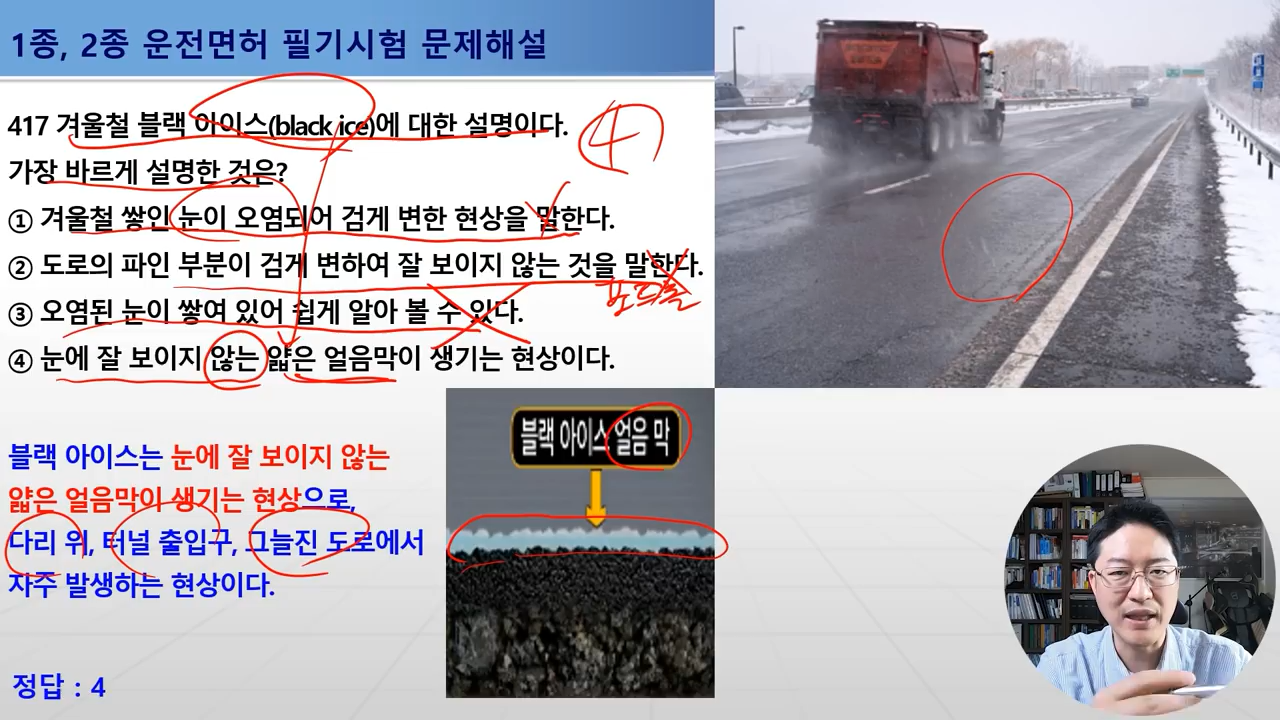 1종, 2종 운전면허 필기시험 문제해설
417 겨울철 블랙 아이스(black ice)에 대한 설명이다.
가장 바르게 설명한 것은?
① 겨울철 쌓인 눈이 오염되어 검게 변한 현상을 말한다.
② 도로의 파인 부분이 검게 변하여 잘 보이지 않는 것을 말한다.
③ 오염된 눈이 쌓여 있어 쉽게 알아 볼 수 있다.
④ 눈에 잘 보이지 않는 얇은 얼음막이 생기는 현상이다.
④
포트홀
블랙 아이스 얼음 막
블랙 아이스는 눈에 잘 보이지 않는
얇은 얼음막이 생기는 현상으로,
다리 위, 터널 출입구, 그늘진 도로에서
자주 발생하는 현상이다.
정답 : 4